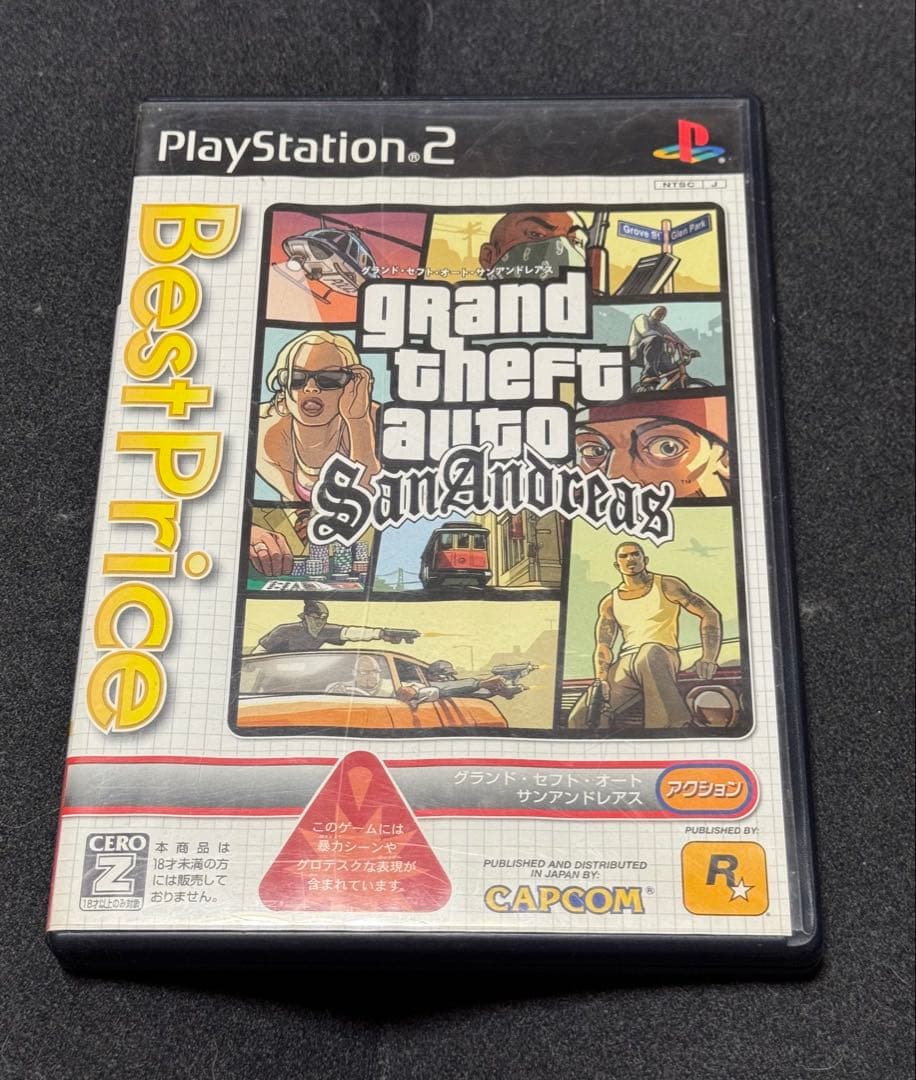 PlayStation®2
NTSC J
Best Price
Grove St
Glen Park
グランド・セフト・オート・サンアンドレアス
grand
theft
auto
San Andreas
TM
グランド・セフト・オート
サンアンドレアス
アクション
PUBLISHED BY:
R
CERO
Z
18才以上のみ対象
本商品は
18才未満の方
には販売して
おりません。
このゲームには
暴力シーンや
グロテスクな表現が
含まれています。
PUBLISHED AND DISTRIBUTED
IN JAPAN BY:
CAPCOM®